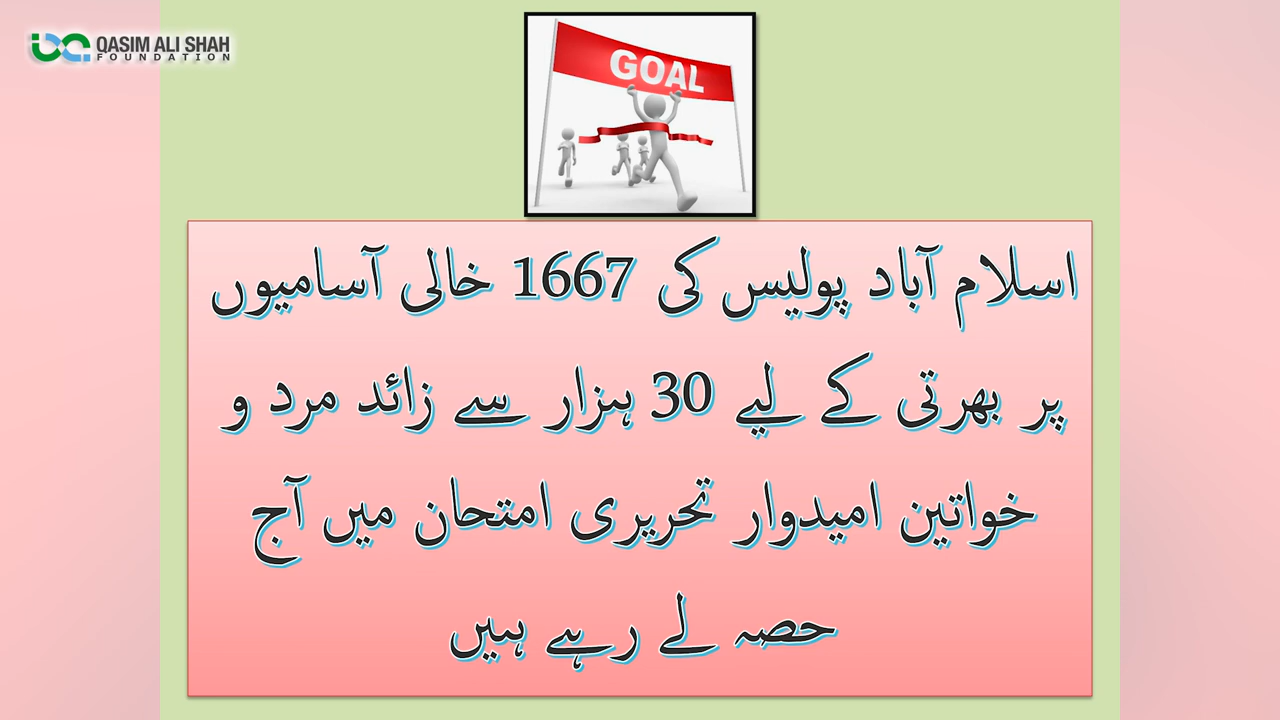 QASIM ALI SHAH
FOUNDATION
GOAL
اسلام آباد پولیس کی 1667 خالی آسامیوں
پر بھرتی کے لیے 30 ہزار سے زائد مرد و
خواتین امیدوار تحریری امتحان میں آج
حصہ لے رہے ہیں